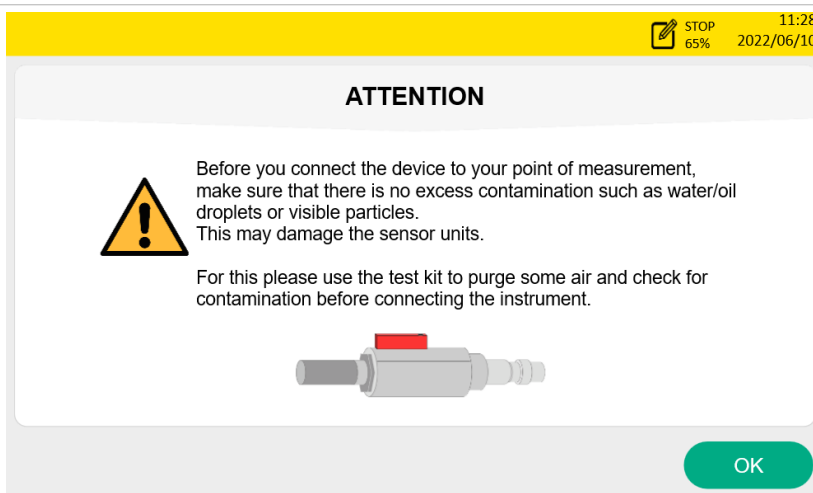 STOP
65%
11:28
2022/06/10
ATTENTION
Before you connect the device to your point of measurement,
make sure that there is no excess contamination such as water/oil
droplets or visible particles.
This may damage the sensor units.
For this please use the test kit to purge some air and check for
contamination before connecting the instrument.
OK